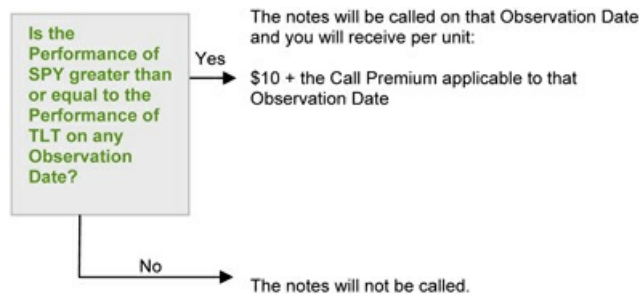 Is the
Performance of
SPY greater than
or equal to the
Performance of
TLT on any
Observation
Date?
Yes
The notes will be called on that Observation Date
and you will receive per unit:
$10 + the Call Premium applicable to that
Observation Date
No
The notes will not be called.